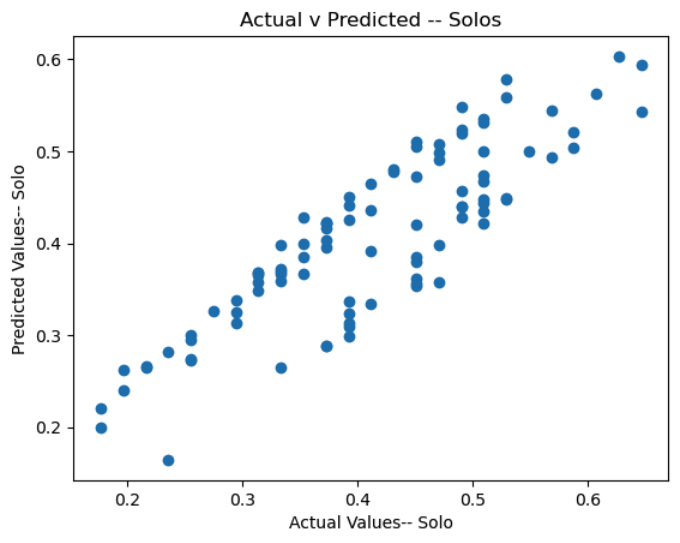 Actual v Predicted -- Solos
0.6
0.5
0.4
0.3
0.2
Predicted Values-- Solo
0.2 0.3 0.4 0.5 0.6
Actual Values-- Solo